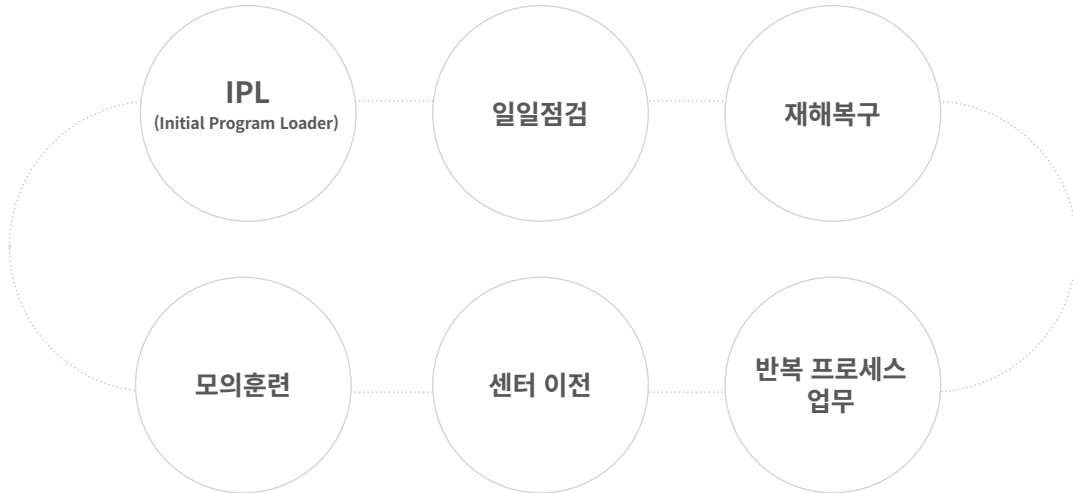 IPL
(Initial Program Loader)
일일점검
재해복구
모의훈련
센터 이전
반복 프로세스
업무